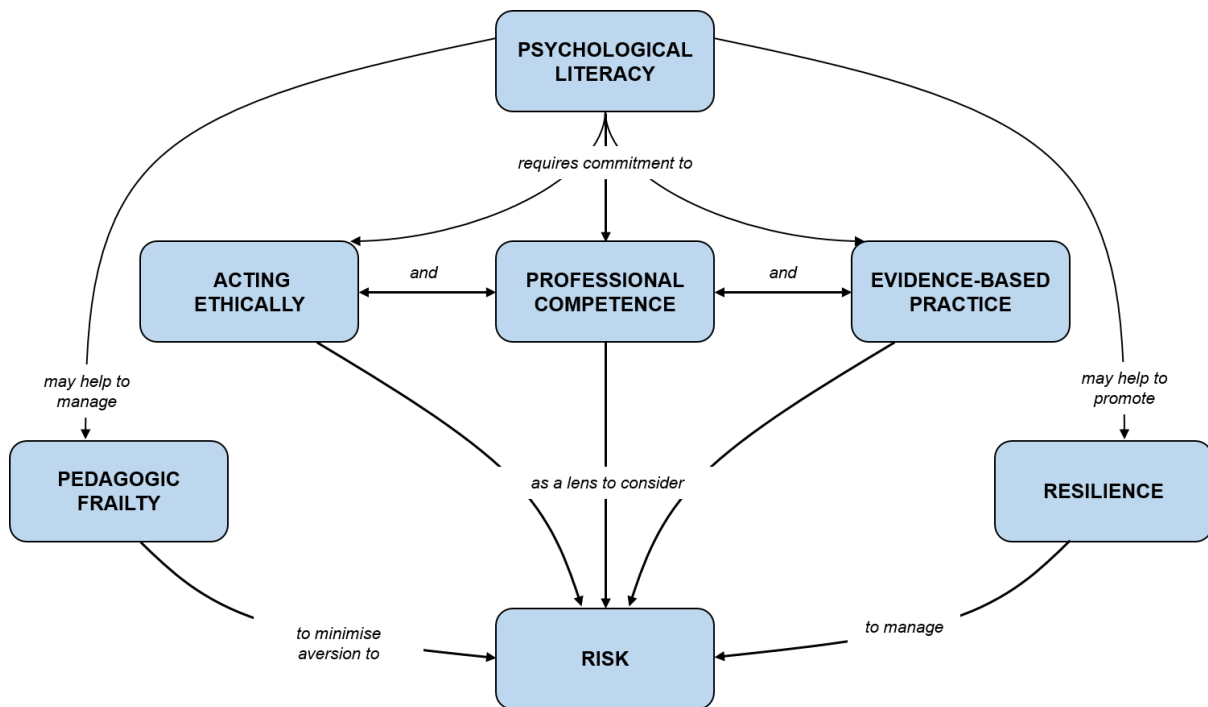 PSYCHOLOGICAL
LITERACY
requires commitment to
ACTING
ETHICALLY
and
PROFESSIONAL
COMPETENCE
and
EVIDENCE-BASED
PRACTICE
may help to
manage
may help to
promote
PEDAGOGIC
FRAILTY
as a lens to consider
RESILIENCE
to minimise
aversion to
RISK
to manage